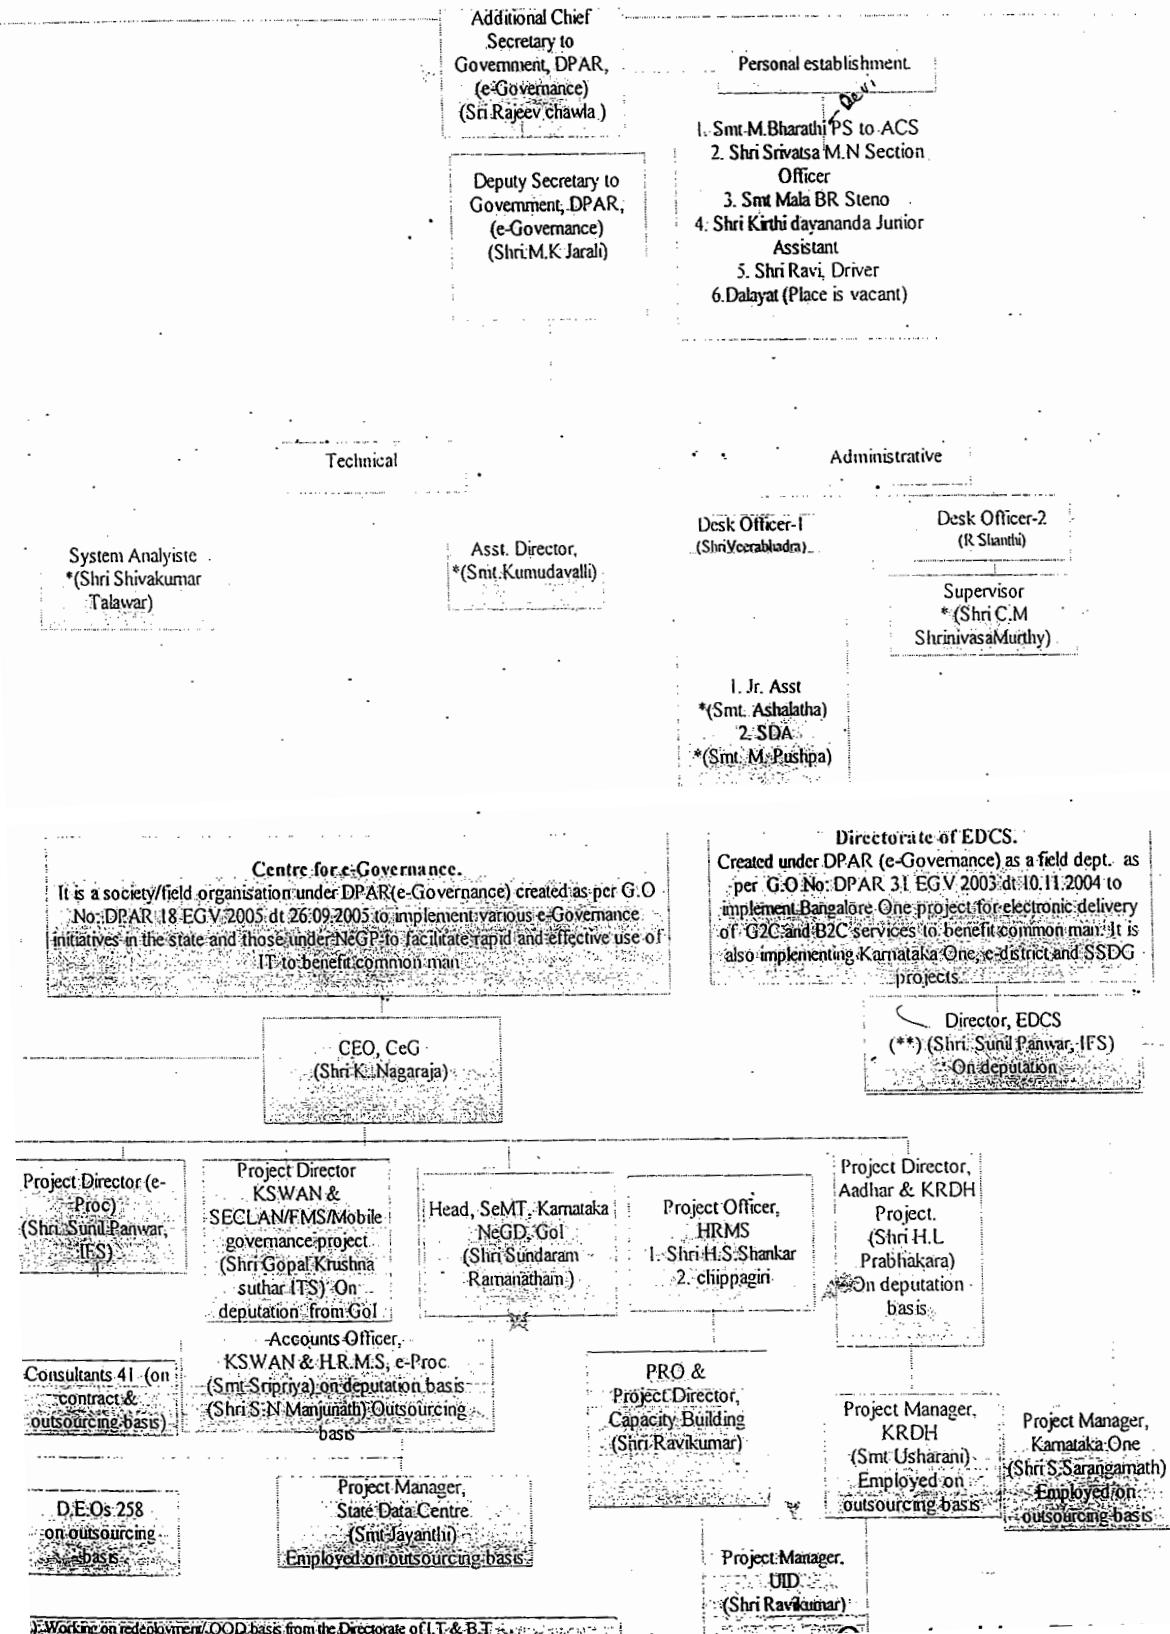 Additional Chief
Secretary to
Government, DPAR,
(e-Governance)
(Sri Rajeev chawla )
Personal establishment
Devi
1. Smt M.Bharathi PS to ACS
2. Shri Srivatsa M.N Section
Officer
3. Smt Mala BR Steno
4. Shri Kirthi dayananda Junior
Assistant
5. Shri Ravi, Driver
6.Dalayat (Place is vacant)
Deputy Secretary to
Government, DPAR,
(e-Governance)
(Shri M.K Jarali)
Technical
Administrative
System Analyiste
*(Shri Shivakumar
Talawar)
Asst. Director,
*(Smt.Kumudavalli)
Desk Officer-1
(ShriVeerabhadra)
Desk Officer-2
(R Shanthi)
Supervisor
* (Shri C.M
ShrinivasaMurthy)
1. Jr. Asst
*(Smt. Ashalatha)
2. SDA
*(Smt. M. Pushpa)
Centre for e-Governance.
It is a society/field organisation under DPAR(e-Governance) created as per G.O
No: DPAR 18 EGV 2005 dt 26.09.2005 to implement various e-Governance
initiatives in the state and those under NeGP to facilitate rapid and effective use of
IT to benefit common man
Directorate of EDCS.
Created under DPAR (e-Governance) as a field dept. as
per G.O No: DPAR 31 EGV 2003 dt 10.11.2004 to
implement Bangalore One project for electronic delivery
of G2C and B2C services to benefit common man. It is
also implementing Karnataka One, e-district and SSDG
projects.
CEO, CeG
(Shri K. Nagaraja)
Director, EDCS
(**) (Shri. Sunil Panwar, IFS)
On deputation
Project Director (e-
Proc)
(Shri. Sunil Panwar,
IFS)
Project Director
KSWAN &
SECLAN/FMS/Mobile
governance project
(Shri Gopal Krushna
suthar ITS) On
deputation from GoI
Head, SeMT, Karnataka
NeGD, GoI
(Shri Sundaram
Ramanatham )
Project Officer,
HRMS
1. Shri H.S.Shankar
2. chippagiri
Project Director,
Aadhar & KRDH
Project.
(Shri H.L
Prabhakara)
On deputation
basis
Consultants 41 (on
contract &
outsourcing basis)
Accounts Officer,
KSWAN & H.R.M.S, e-Proc
(Smt Sripriya) on deputation basis
(Shri S.N Manjunath) Outsourcing
basis
PRO &
Project Director,
Capacity Building
(Shri Ravikumar)
Project Manager,
KRDH
(Smt Usharani)
Employed on
outsourcing basis
Project Manager,
Karnataka One
(Shri S.Sarangamath)
Employed on
outsourcing basis
D.E.Os 258
on outsourcing
basis
Project Manager,
State Data Centre
(Smt Jayanthi)
Employed on outsourcing basis
Project Manager,
UID
(Shri Ravikumar)
) Working on redeployment/ OOD basis from the Directorate of I.T & B.T